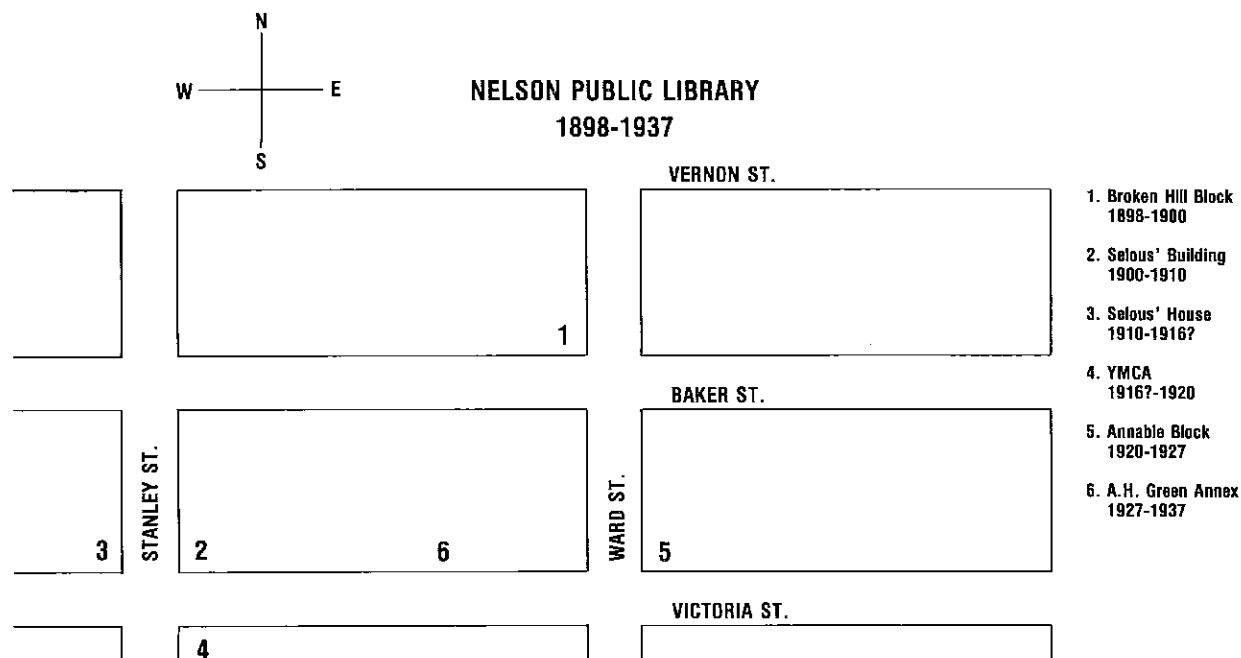 N
W E
S
NELSON PUBLIC LIBRARY
1898-1937
VERNON ST.
1
BAKER ST.
STANLEY ST.
WARD ST.
3
2
6
5
VICTORIA ST.
4
1. Broken Hill Block
1898-1900
2. Selous' Building
1900-1910
3. Selous' House
1910-1916?
4. YMCA
1916?-1920
5. Annable Block
1920-1927
6. A.H. Green Annex
1927-1937